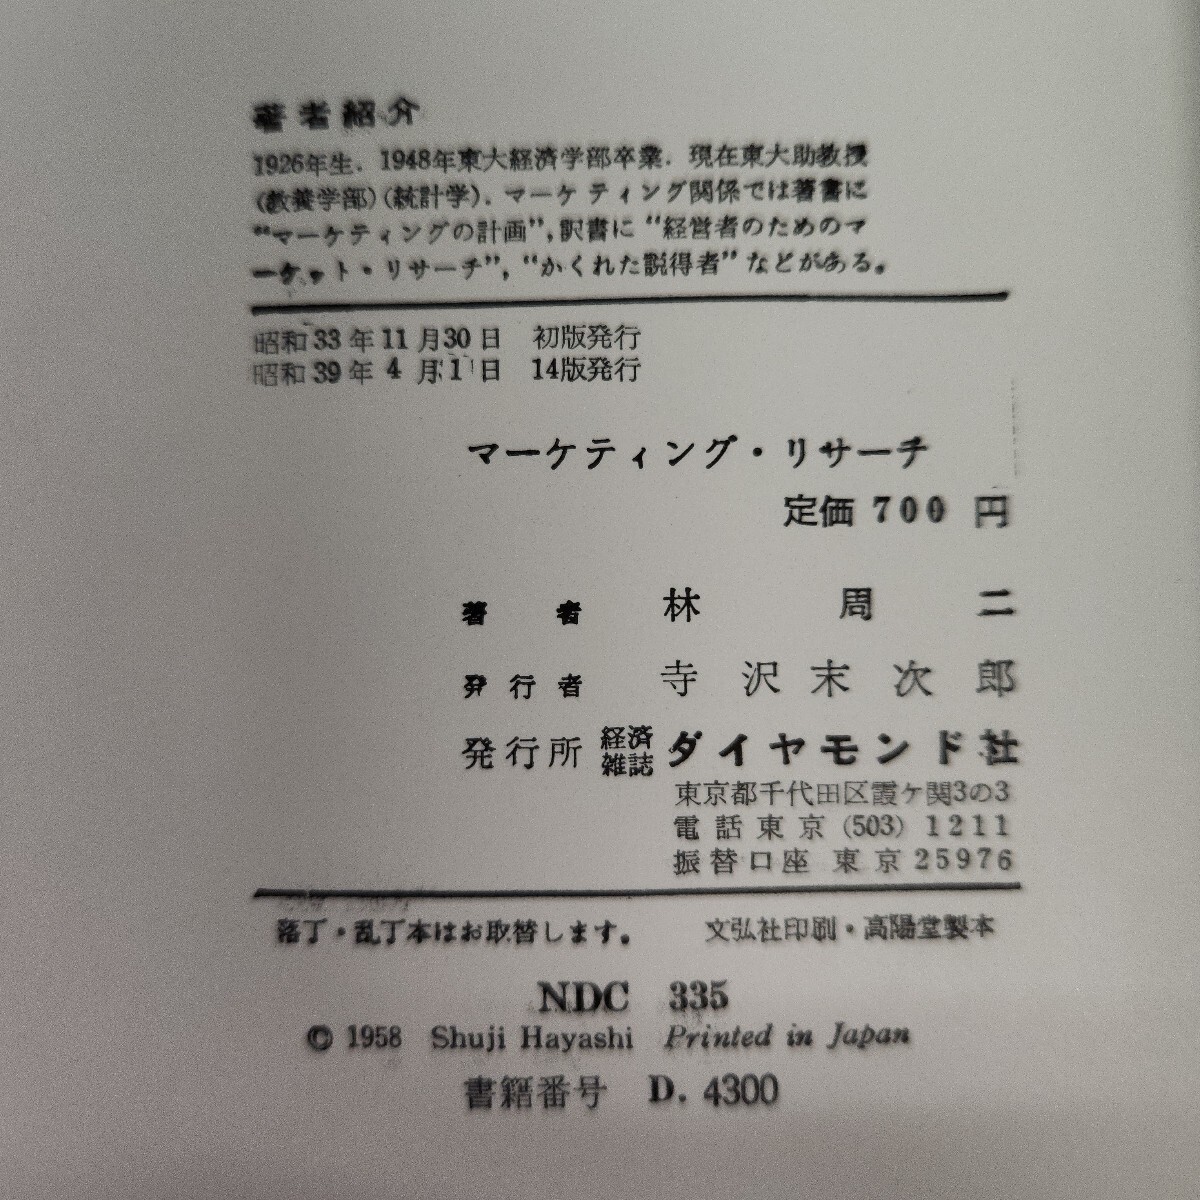 著者紹介
1926年生．1948年東大経済学部卒業．現在東大助教授
(教養学部)(統計学)．マーケティング関係では著書に
“マーケティングの計画”,訳書に“経営者のためのマ
ーケット・リサーチ”,“かくれた説得者”などがある。
昭和33年11月30日 初版発行
昭和39年4月1日 14版発行
マーケティング・リサーチ
定価 700 円
著者 林周二
発行者 寺沢末次郎
発行所 経済雑誌 ダイヤモンド社
東京都千代田区霞ケ関3の3
電話東京 (503) 1211
振替口座 東京 25976
落丁・乱丁本はお取替します。 文弘社印刷・高陽堂製本
NDC 335
© 1958 Shuji Hayashi Printed in Japan
書籍番号 D. 4300